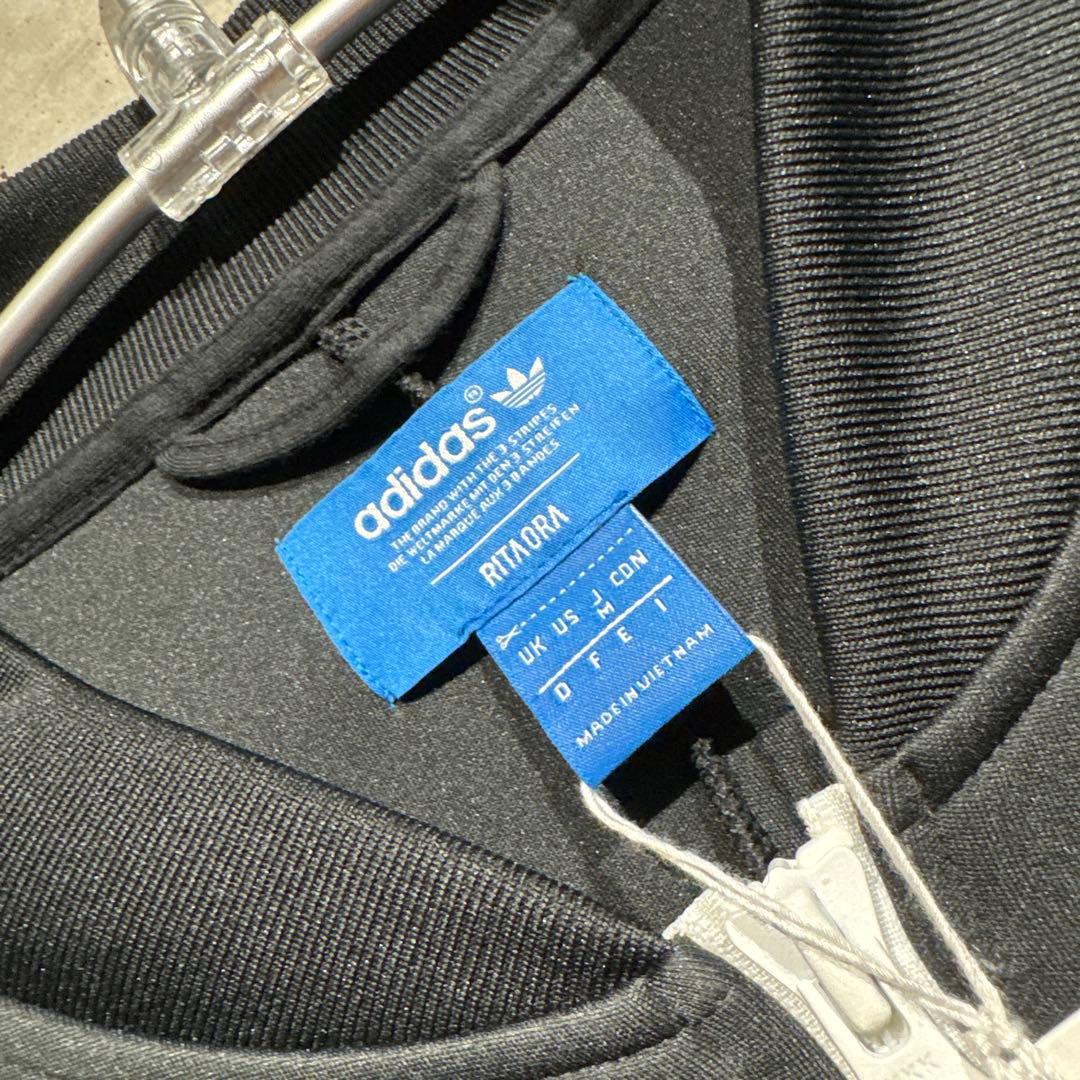 adidas®
THE BRAND WITH THE 3 STRIPES
DIE WELTMARKE MIT DEN 3 STREIFEN
LA MARQUE AUX 3 BANDES
RITA ORA
UK US J CDN
M
D F E I
MADE IN VIETNAM